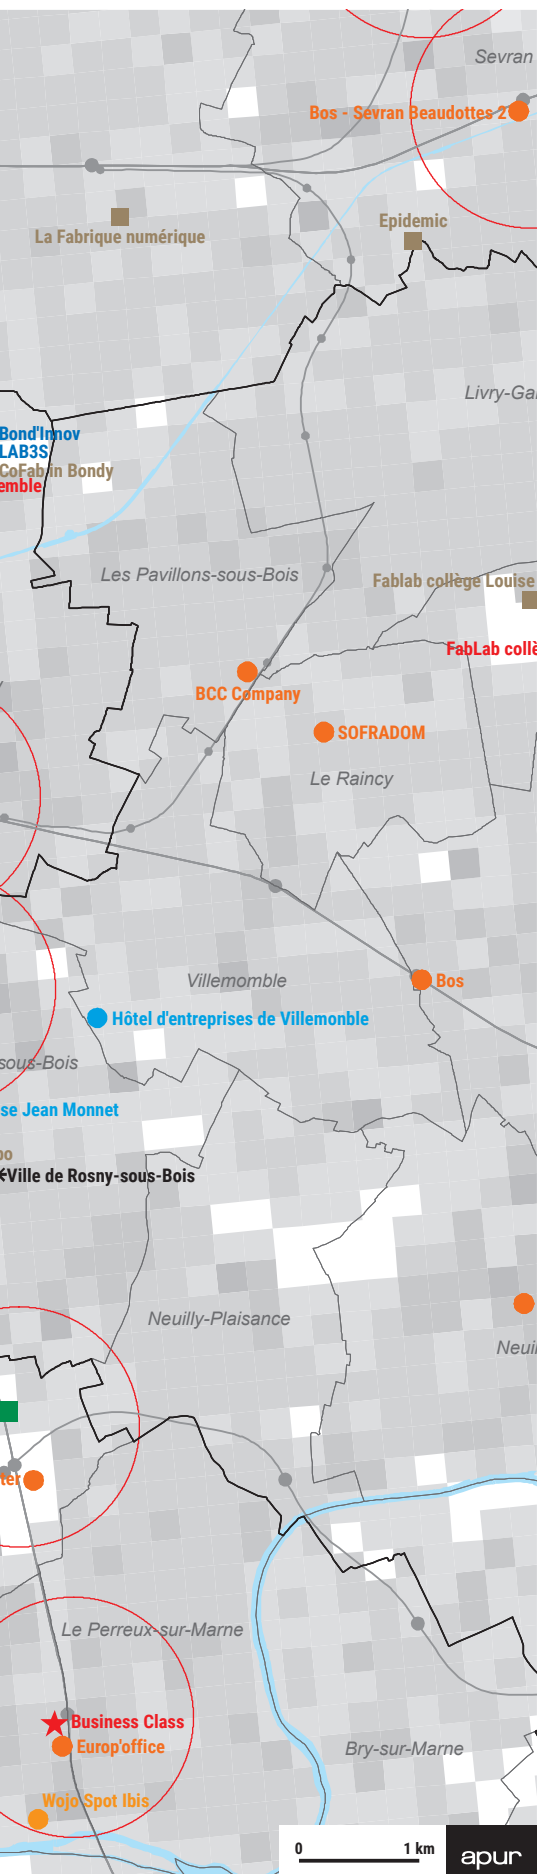 Sevran
Bos - Sevran Beaudottes 2
Epidemic
La Fabrique numérique
Livry-Ga
Bond'Innov
LAB3S
CoFab in Bondy
emble
Les Pavillons-sous-Bois
Fablab collège Louise
FabLab collè
BCC Company
SOFRADOM
Le Raincy
Villemomble
Bos
Hôtel d'entreprises de Villemonble
sous-Bois
se Jean Monnet
oo
Ville de Rosny-sous-Bois
Neuilly-Plaisance
Neuil
ter
Le Perreux-sur-Marne
Business Class
Europ'office
Bry-sur-Marne
Wojo Spot Ibis
0 1 km
apur